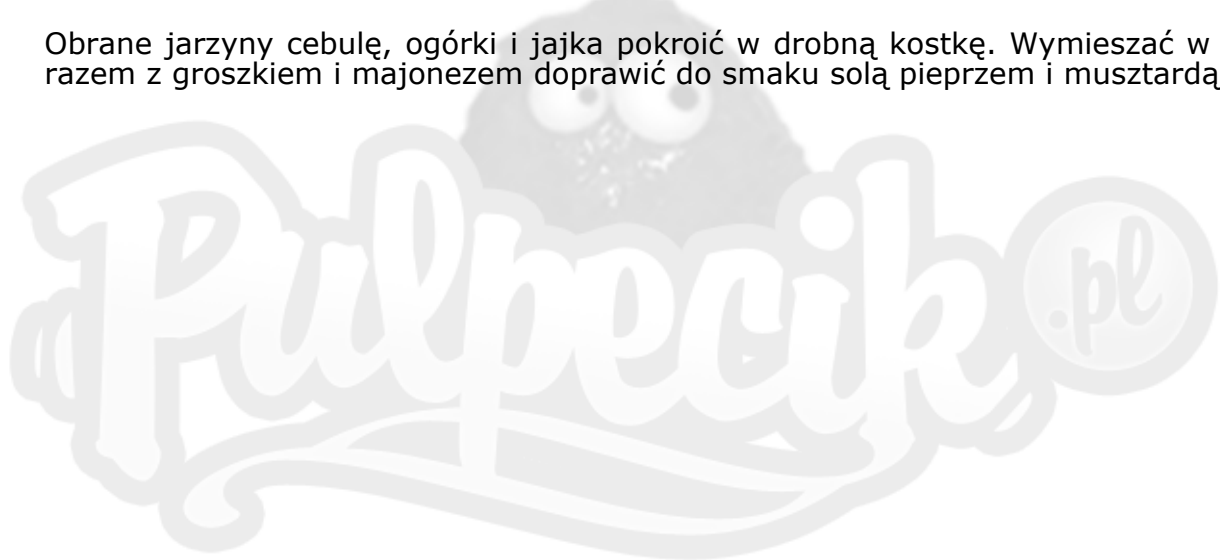 Obrane jarzyny cebulę, ogórki i jajka pokroić w drobną kostkę. Wymieszać w
razem z groszkiem i majonezem doprawić do smaku solą pieprzem i musztardą
Pulpecik.pl